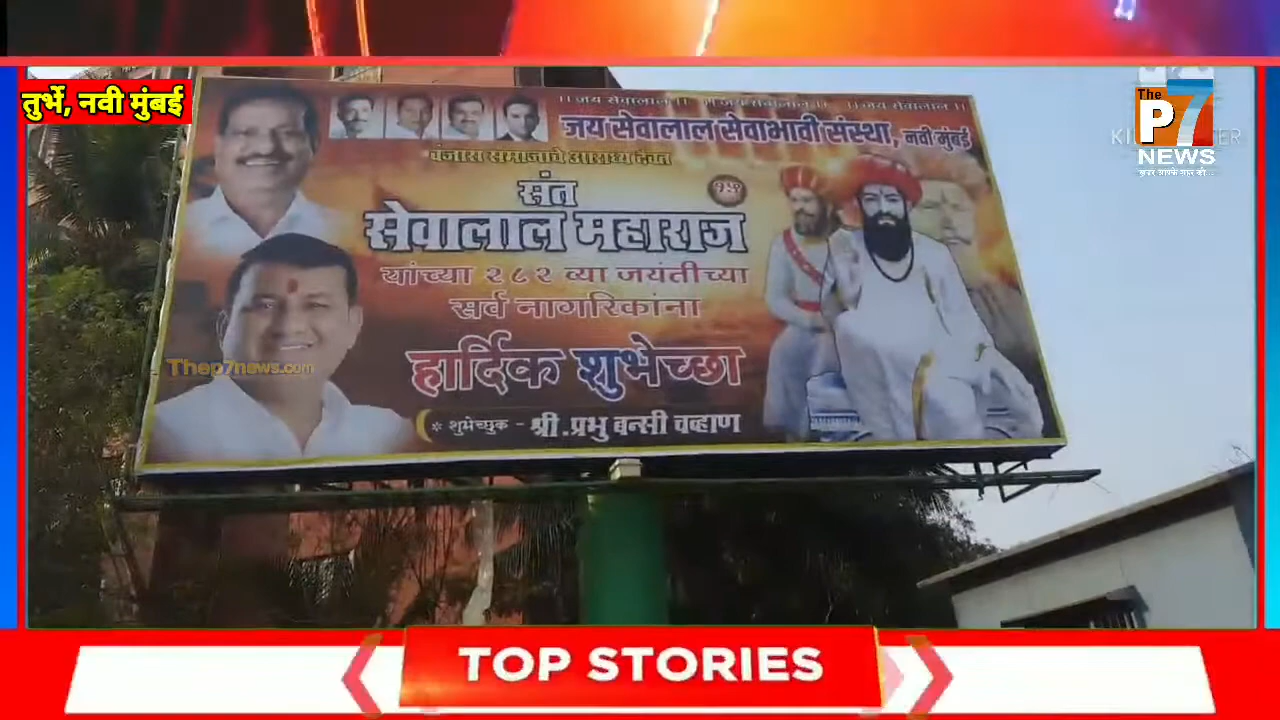 तुर्भे, नवी मुंबई
।। जय सेवालाल ।। ।। जय सेवालाल ।। ।। जय सेवालाल ।।
जय सेवालाल सेवाभावी संस्था, नवी मुंबई
बंजारा समाजाचे आराध्य दैवत
संत
सेवालाल महाराज
यांच्या २८२ व्या जयंतीच्या
सर्व नागरिकांना
हार्दिक शुभेच्छा
* शुभेच्छुक - श्री.प्रभु बन्सी चव्हाण
Thep7news.com
The
P7
NEWS
TOP STORIES